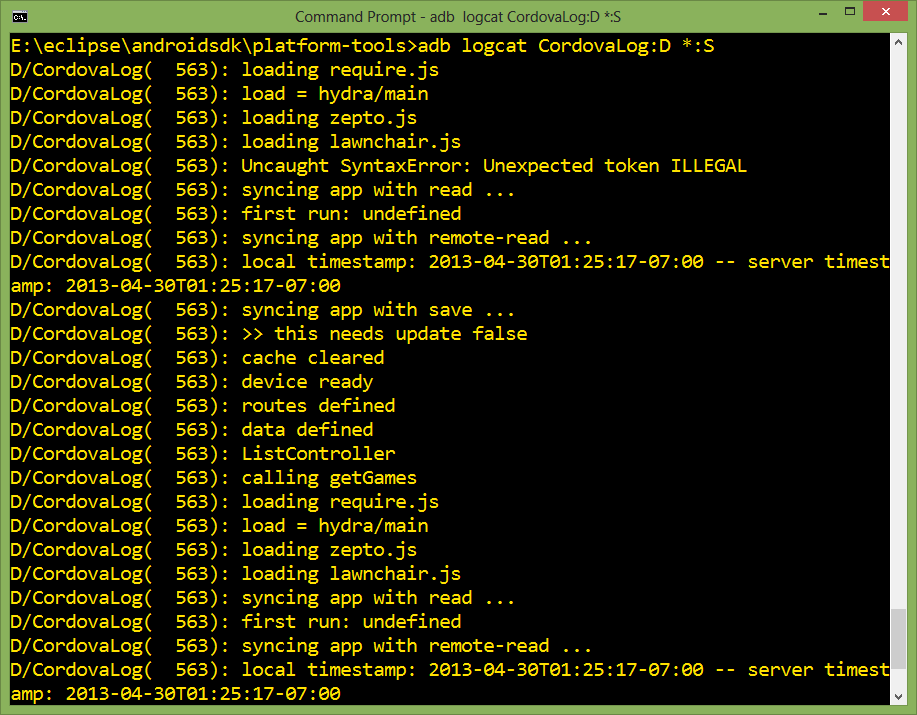 Command Prompt - adb  logcat CordovaLog:D *:S
E:\eclipse\androidsdk\platform-tools>adb logcat CordovaLog:D *:S
D/CordovaLog(  563): loading require.js
D/CordovaLog(  563): load = hydra/main
D/CordovaLog(  563): loading zepto.js
D/CordovaLog(  563): loading lawnchair.js
D/CordovaLog(  563): Uncaught SyntaxError: Unexpected token ILLEGAL
D/CordovaLog(  563): syncing app with read ...
D/CordovaLog(  563): first run: undefined
D/CordovaLog(  563): syncing app with remote-read ...
D/CordovaLog(  563): local timestamp: 2013-04-30T01:25:17-07:00 -- server timest
amp: 2013-04-30T01:25:17-07:00
D/CordovaLog(  563): syncing app with save ...
D/CordovaLog(  563): >> this needs update false
D/CordovaLog(  563): cache cleared
D/CordovaLog(  563): device ready
D/CordovaLog(  563): routes defined
D/CordovaLog(  563): data defined
D/CordovaLog(  563): ListController
D/CordovaLog(  563): calling getGames
D/CordovaLog(  563): loading require.js
D/CordovaLog(  563): load = hydra/main
D/CordovaLog(  563): loading zepto.js
D/CordovaLog(  563): loading lawnchair.js
D/CordovaLog(  563): syncing app with read ...
D/CordovaLog(  563): first run: undefined
D/CordovaLog(  563): syncing app with remote-read ...
D/CordovaLog(  563): local timestamp: 2013-04-30T01:25:17-07:00 -- server timest
amp: 2013-04-30T01:25:17-07:00